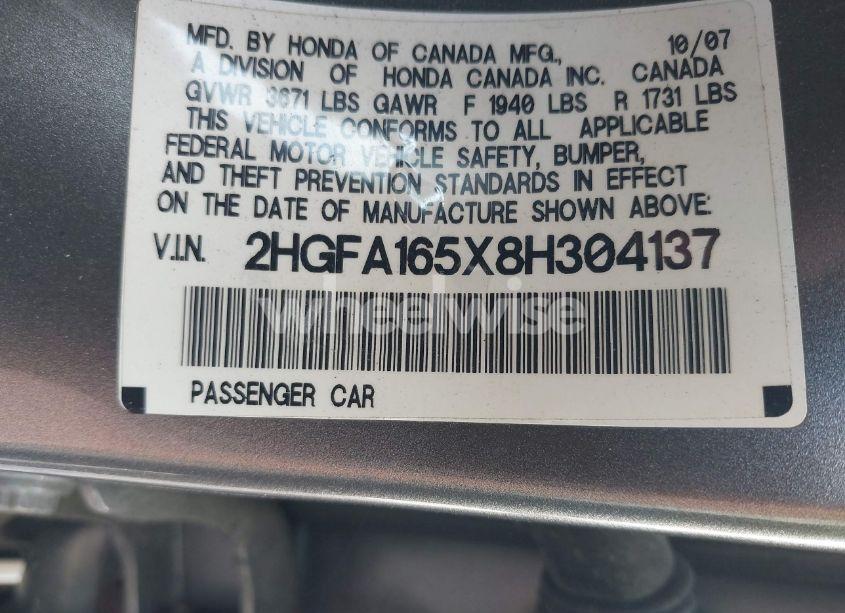 MFD. BY HONDA OF CANADA MFG., 10/07
A DIVISION OF HONDA CANADA INC. CANADA
GVWR 3671 LBS GAWR F 1940 LBS R 1731 LBS
THIS VEHICLE CONFORMS TO ALL APPLICABLE
FEDERAL MOTOR VEHICLE SAFETY, BUMPER,
AND THEFT PREVENTION STANDARDS IN EFFECT
ON THE DATE OF MANUFACTURE SHOWN ABOVE.
V.I.N. 2HGFA165X8H304137
wheelwise
PASSENGER CAR